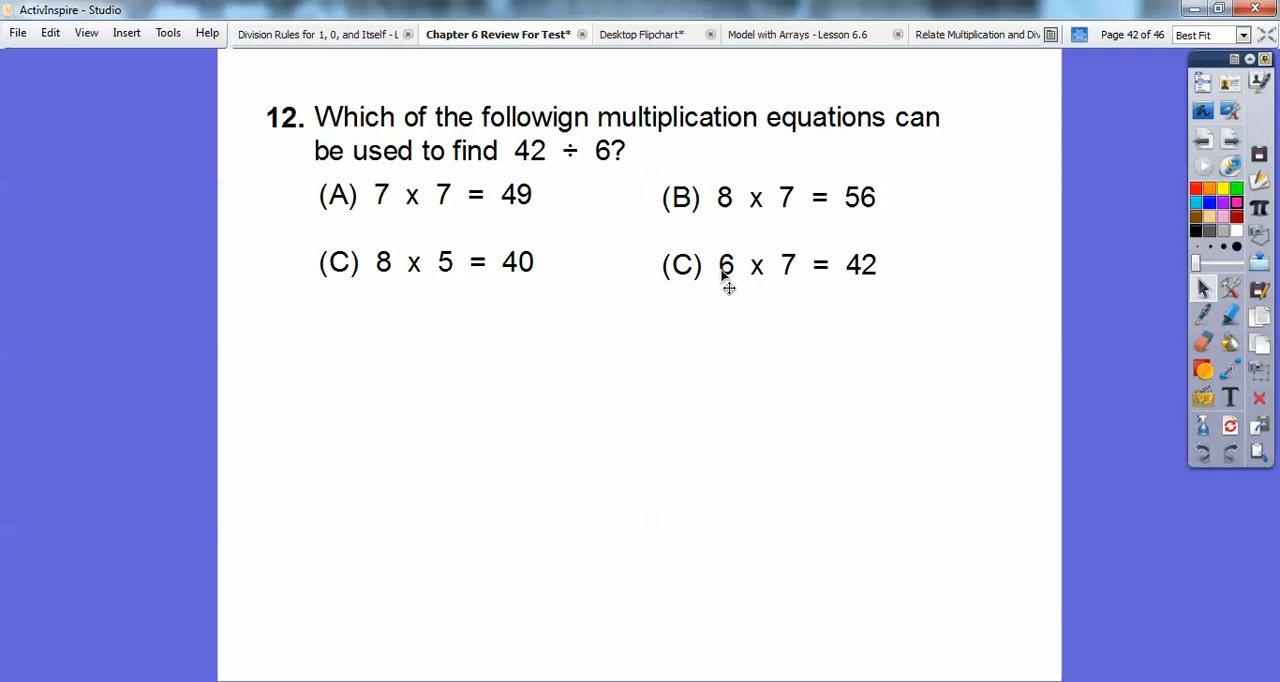 ActivInspire - Studio
File Edit View Insert Tools Help Division Rules for 1, 0, and Itself - L Chapter 6 Review For Test* Desktop Flipchart* Model with Arrays - Lesson 6.6 Relate Multiplication and Div Page 42 of 46 Best Fit
12. Which of the followign multiplication equations can
be used to find 42 ÷ 6?
(A) 7 x 7 = 49 (B) 8 x 7 = 56
(C) 8 x 5 = 40 (C) 6 x 7 = 42